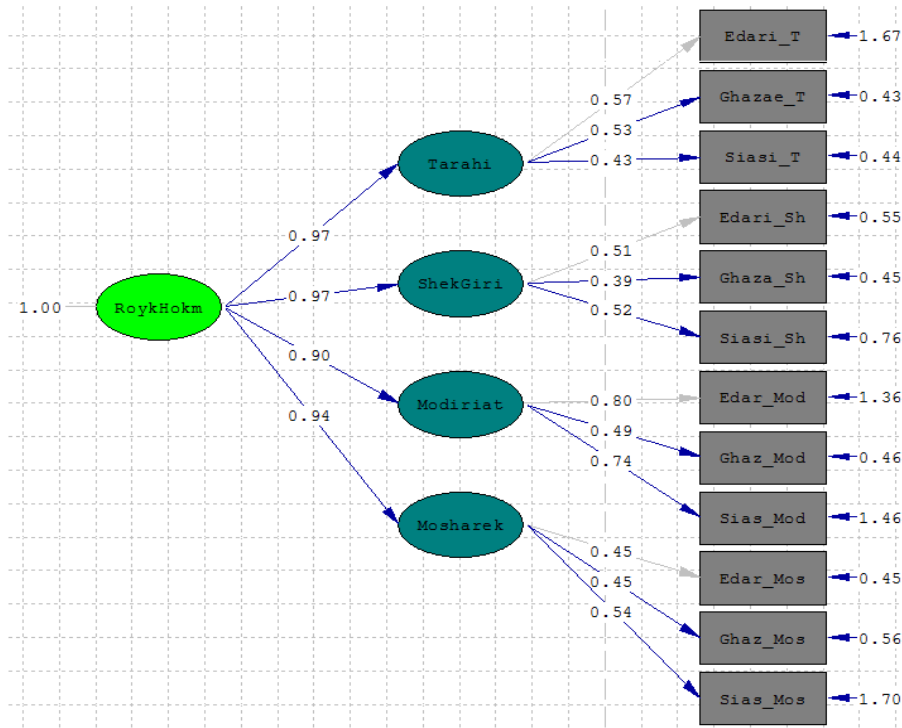 1.00
RoykHokm
0.97
0.97
0.90
0.94
Tarahi
ShekGiri
Modiriat
Mosharek
0.57
0.53
0.43
0.51
0.39
0.52
0.80
0.49
0.74
0.45
0.45
0.54
Edari_T
1.67
Ghazae_T
0.43
Siasi_T
0.44
Edari_Sh
0.55
Ghaza_Sh
0.45
Siasi_Sh
0.76
Edar_Mod
1.36
Ghaz_Mod
0.46
Sias_Mod
1.46
Edar_Mos
0.45
Ghaz_Mos
0.56
Sias_Mos
1.70